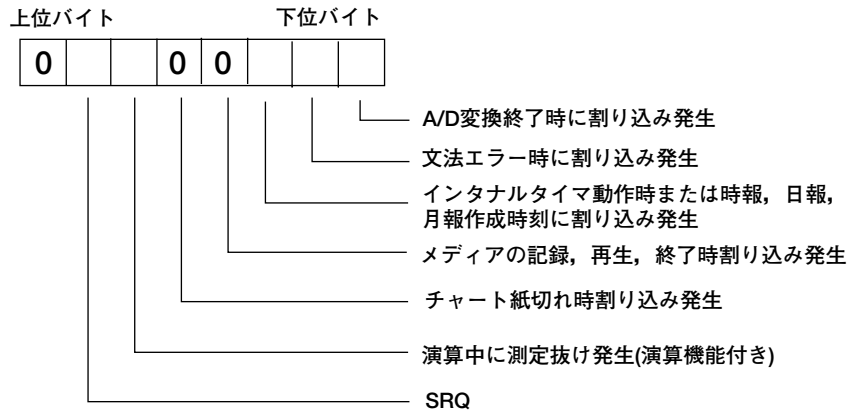 上位バイト 下位バイト
0 0 0
A/D変換終了時に割り込み発生
文法エラー時に割り込み発生
インタナルタイマ動作時または時報，日報，
月報作成時刻に割り込み発生
メディアの記録，再生，終了時割り込み発生
チャート紙切れ時割り込み発生
演算中に測定抜け発生(演算機能付き)
SRQ